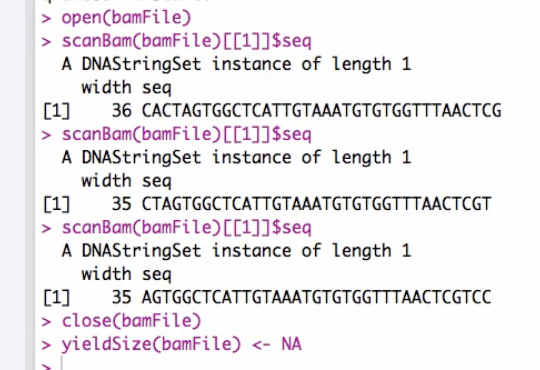 > open(bamFile)
> scanBam(bamFile)[[1]]$seq
  A DNAStringSet instance of length 1
    width seq
[1]    36 CACTAGTGGCTCATTGTAAATGTGTGGTTTAACTCG
> scanBam(bamFile)[[1]]$seq
  A DNAStringSet instance of length 1
    width seq
[1]    35 CTAGTGGCTCATTGTAAATGTGTGGTTTAACTCGT
> scanBam(bamFile)[[1]]$seq
  A DNAStringSet instance of length 1
    width seq
[1]    35 AGTGGCTCATTGTAAATGTGTGGTTTAACTCGTCC
> close(bamFile)
> yieldSize(bamFile) <- NA
>